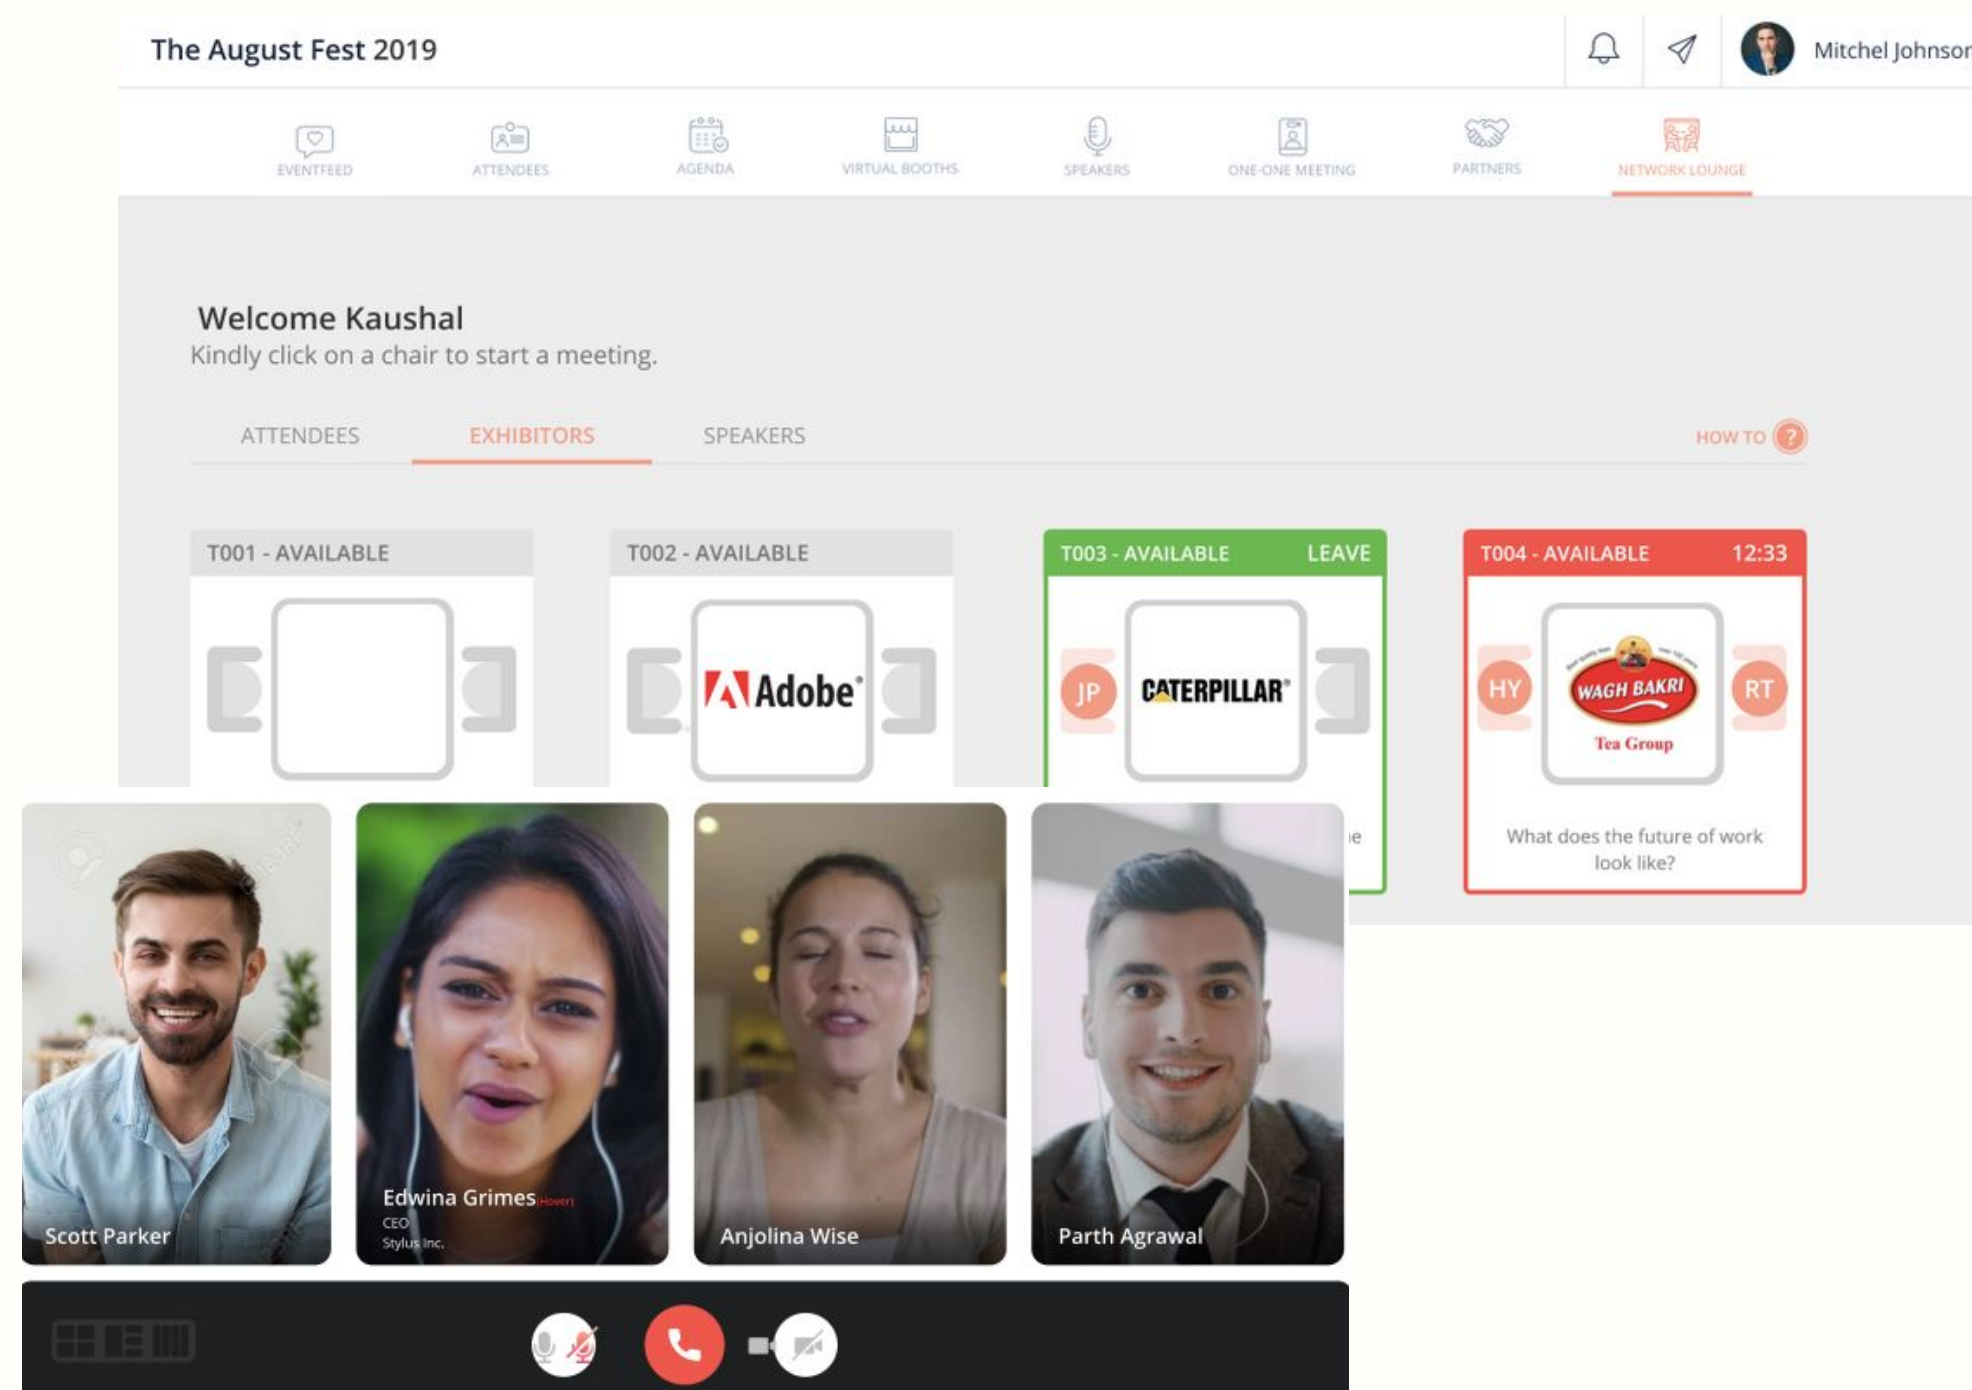 The August Fest 2019
Mitchel Johnson
EVENTFEED
ATTENDEES
AGENDA
VIRTUAL BOOTHS
SPEAKERS
ONE-ONE MEETING
PARTNERS
NETWORK LOUNGE
Welcome Kaushal
Kindly click on a chair to start a meeting.
ATTENDEES
EXHIBITORS
SPEAKERS
HOW TO ?
T001 - AVAILABLE
T002 - AVAILABLE
T003 - AVAILABLE LEAVE
T004 - AVAILABLE 12:33
Adobe®
JP
CATERPILLAR®
HY
WAGH BAKRI
Tea Group
RT
What does the future of work
look like?
Scott Parker
Edwina Grimes(Hover)
CEO
Stylus Inc.
Anjolina Wise
Parth Agrawal